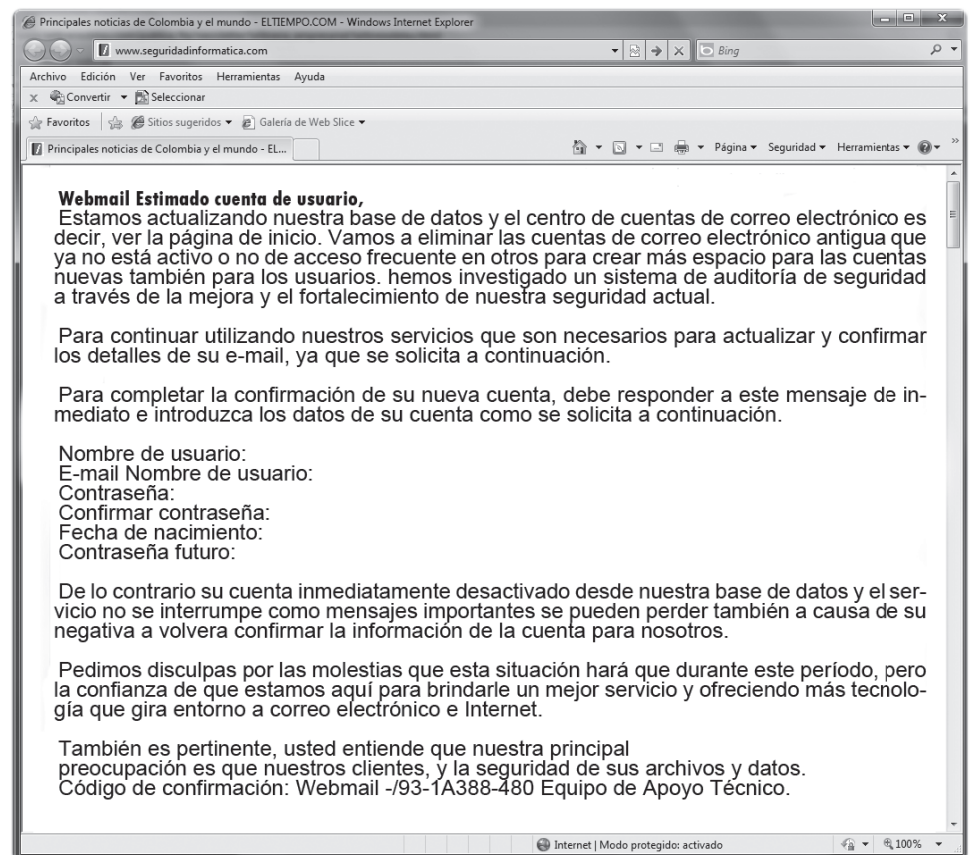 Principales noticias de Colombia y el mundo - ELTIEMPO.COM - Windows Internet Explorer
www.seguridadinformatica.com
Bing
Archivo Edición Ver Favoritos Herramientas Ayuda
x Convertir Seleccionar
Favoritos Sitios sugeridos Galería de Web Slice
Principales noticias de Colombia y el mundo - EL...
Página Seguridad Herramientas
Webmail Estimado cuenta de usuario,
Estamos actualizando nuestra base de datos y el centro de cuentas de correo electrónico es
decir, ver la página de inicio. Vamos a eliminar las cuentas de correo electrónico antigua que
ya no está activo o no de acceso frecuente en otros para crear más espacio para las cuentas
nuevas también para los usuarios. hemos investigado un sistema de auditoría de seguridad
a través de la mejora y el fortalecimiento de nuestra seguridad actual.
Para continuar utilizando nuestros servicios que son necesarios para actualizar y confirmar
los detalles de su e-mail, ya que se solicita a continuación.
Para completar la confirmación de su nueva cuenta, debe responder a este mensaje de in-
mediato e introduzca los datos de su cuenta como se solicita a continuación.
Nombre de usuario:
E-mail Nombre de usuario:
Contraseña:
Confirmar contraseña:
Fecha de nacimiento:
Contraseña futuro:
De lo contrario su cuenta inmediatamente desactivado desde nuestra base de datos y el ser-
vicio no se interrumpe como mensajes importantes se pueden perder también a causa de su
negativa a volvera confirmar la información de la cuenta para nosotros.
Pedimos disculpas por las molestias que esta situación hará que durante este período, pero
la confianza de que estamos aquí para brindarle un mejor servicio y ofreciendo más tecnolo-
gía que gira entorno a correo electrónico e Internet.
También es pertinente, usted entiende que nuestra principal
preocupación es que nuestros clientes, y la seguridad de sus archivos y datos.
Código de confirmación: Webmail -/93-1A388-480 Equipo de Apoyo Técnico.
Internet | Modo protegido: activado
100%